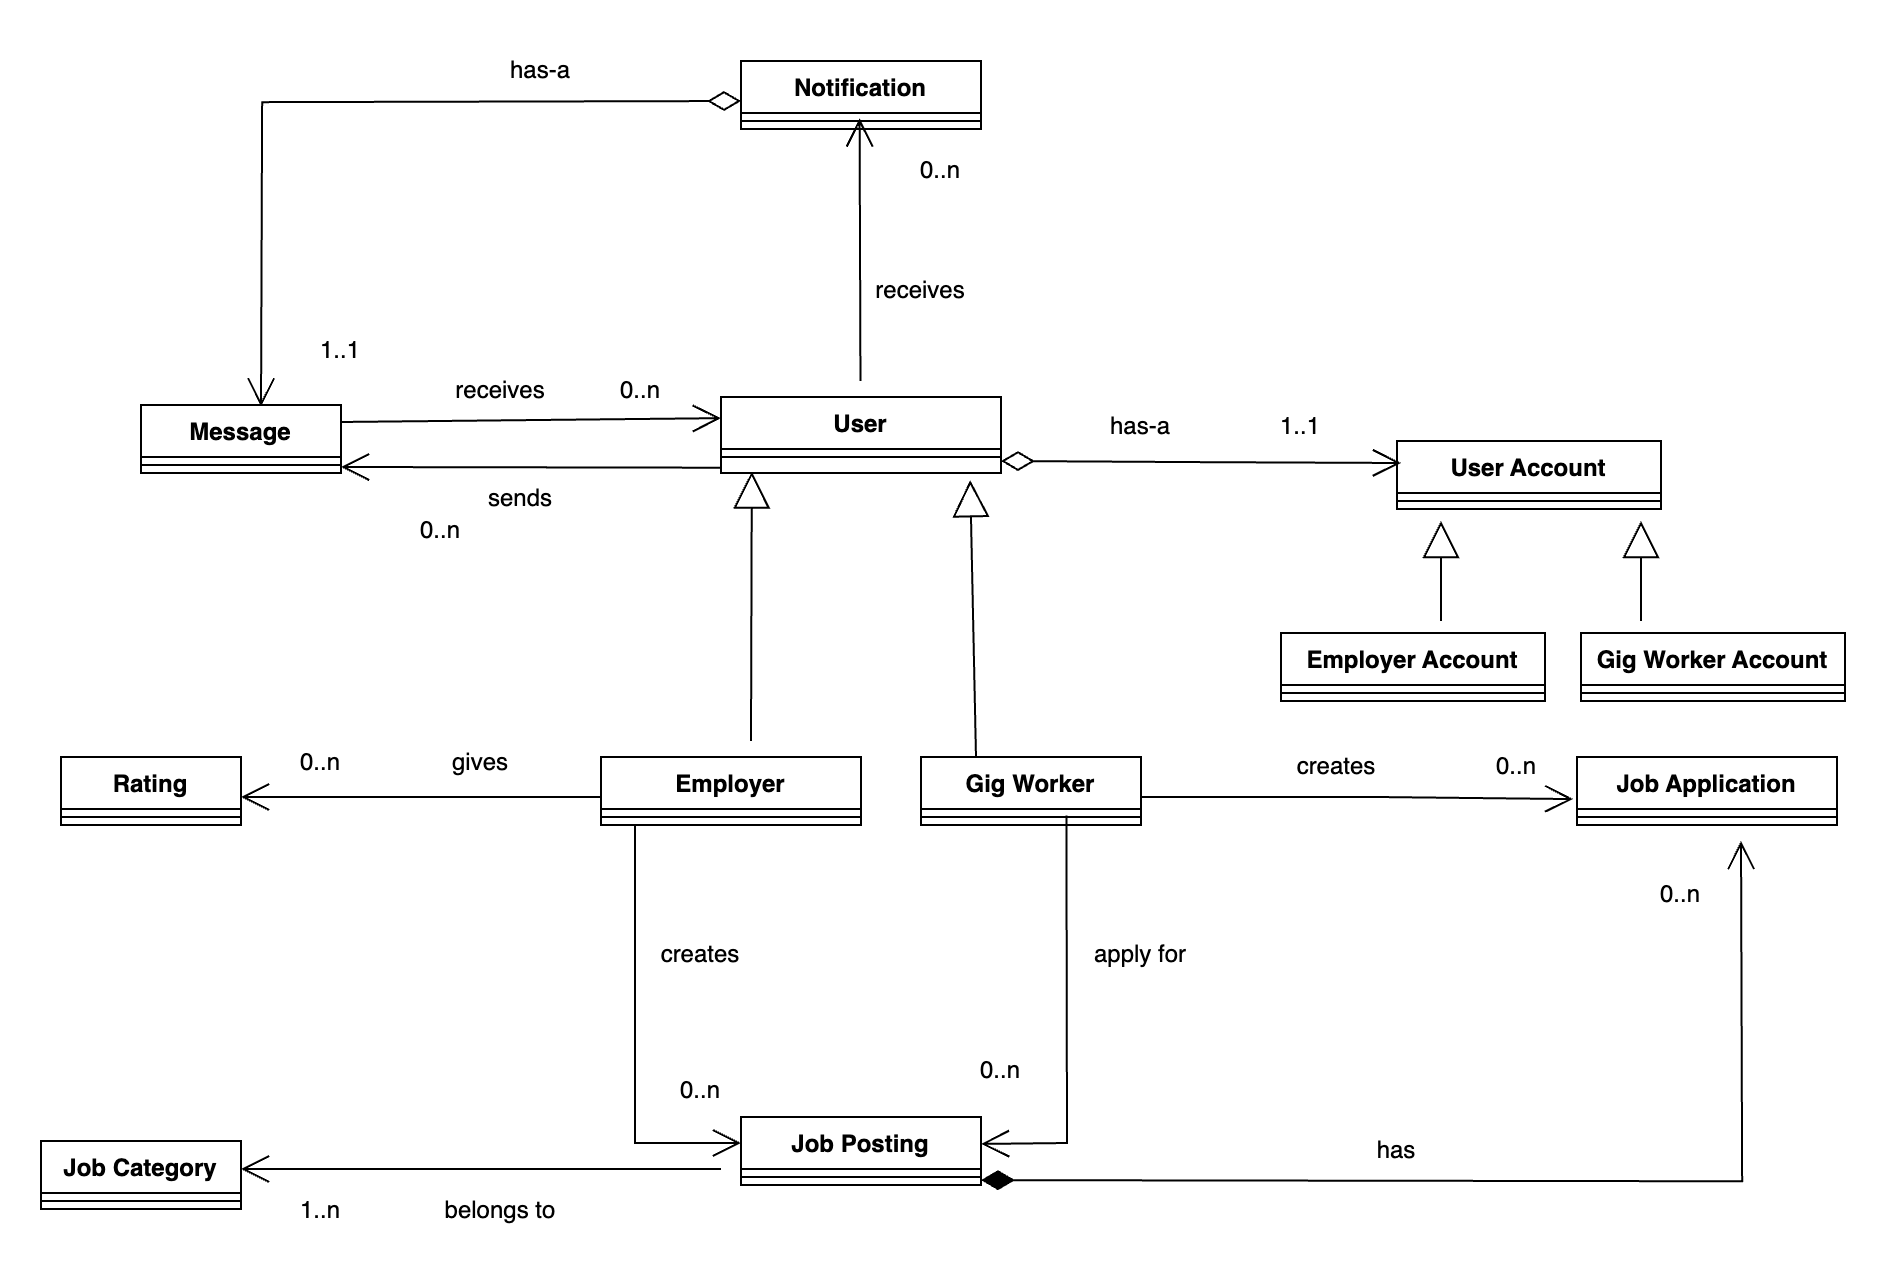 has-a
Notification
0..n
receives
1..1
receives
0..n
Message
User
has-a
1..1
User Account
sends
0..n
Employer Account
Gig Worker Account
Rating
0..n
gives
Employer
Gig Worker
creates
0..n
Job Application
0..n
creates
apply for
0..n
0..n
Job Posting
has
Job Category
1..n
belongs to